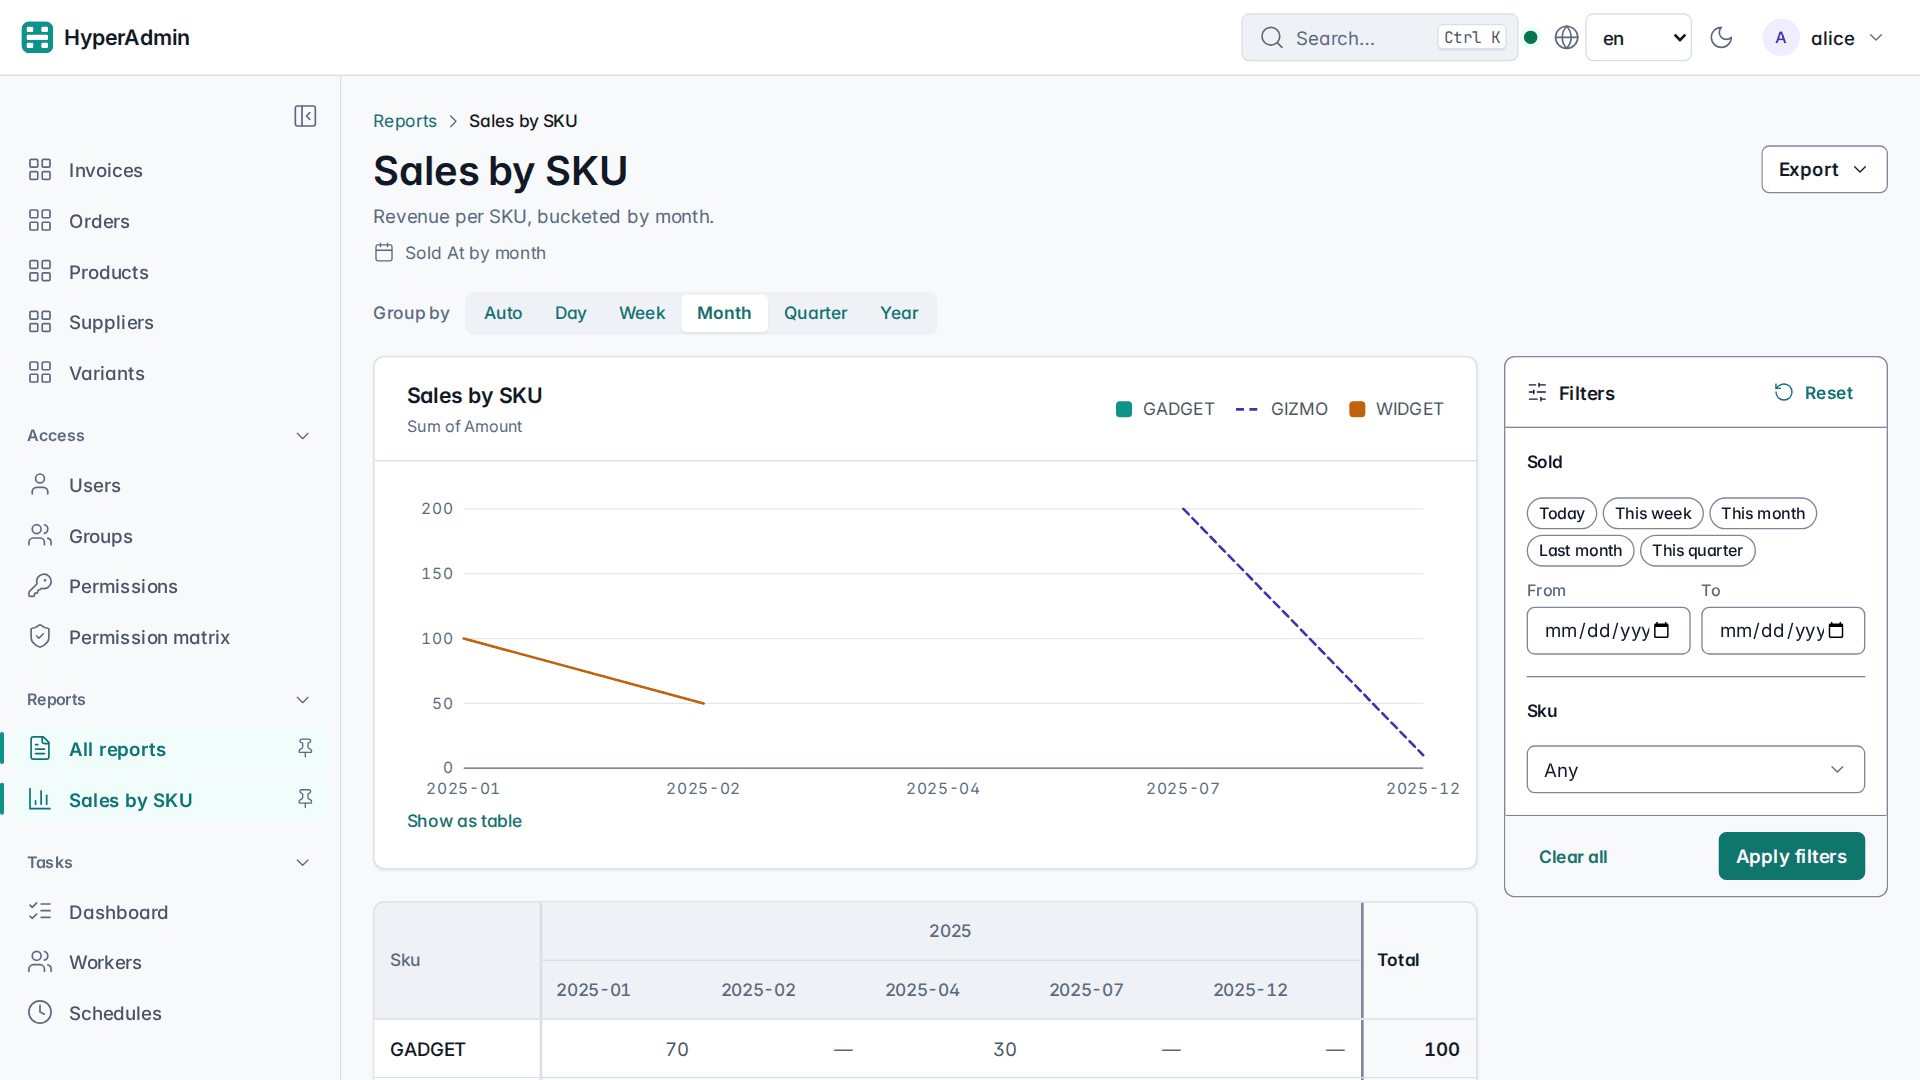 HyperAdmin
Search... Ctrl K
en
A alice
Invoices
Orders
Products
Suppliers
Variants
Access
Users
Groups
Permissions
Permission matrix
Reports
All reports
Sales by SKU
Tasks
Dashboard
Workers
Schedules
Reports Sales by SKU
Sales by SKU
Export
Revenue per SKU, bucketed by month.
Sold At by month
Group by Auto Day Week Month Quarter Year
Sales by SKU
Sum of Amount
GADGET GIZMO WIDGET
200
150
100
50
0
2025-01 2025-02 2025-04 2025-07 2025-12
Show as table
Filters Reset
Sold
Today This week This month
Last month This quarter
From To
mm/dd/yyy mm/dd/yyy
Sku
Any
Clear all Apply filters
Sku 2025 Total
2025-01 2025-02 2025-04 2025-07 2025-12
GADGET 70 — 30 — — 100